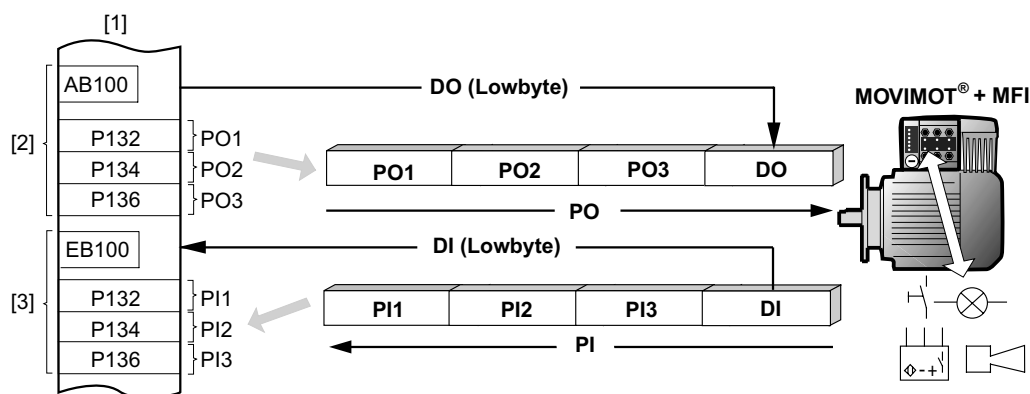 [1]
AB100
DO (Lowbyte)
MOVIMOT® + MFI
[2]
P132
PO1
P134
PO2
P136
PO3
PO1
PO2
PO3
DO
PO
EB100
DI (Lowbyte)
[3]
P132
PI1
P134
PI2
P136
PI3
PI1
PI2
PI3
DI
PI
- +